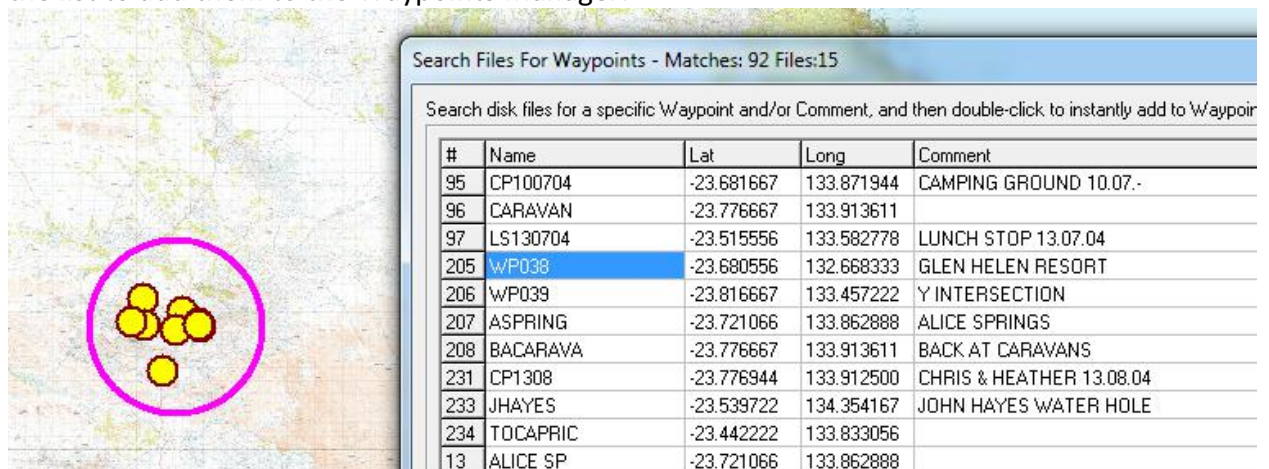 Search Files For Waypoints - Matches: 92 Files:15
Search disk files for a specific Waypoint and/or Comment, and then double-click to instantly add to Waypoin
# Name Lat Long Comment
95 CP100704 -23.681667 133.871944 CAMPING GROUND 10.07.-
96 CARAVAN -23.776667 133.913611
97 LS130704 -23.515556 133.582778 LUNCH STOP 13.07.04
205 WP038 -23.680556 132.668333 GLEN HELEN RESORT
206 WP039 -23.816667 133.457222 Y INTERSECTION
207 ASPRING -23.721066 133.862888 ALICE SPRINGS
208 BACARAVA -23.776667 133.913611 BACK AT CARAVANS
231 CP1308 -23.776944 133.912500 CHRIS & HEATHER 13.08.04
233 JHAYES -23.539722 134.354167 JOHN HAYES WATER HOLE
234 TOCAPRIC -23.442222 133.833056
13 ALICE SP -23.721066 133.862888